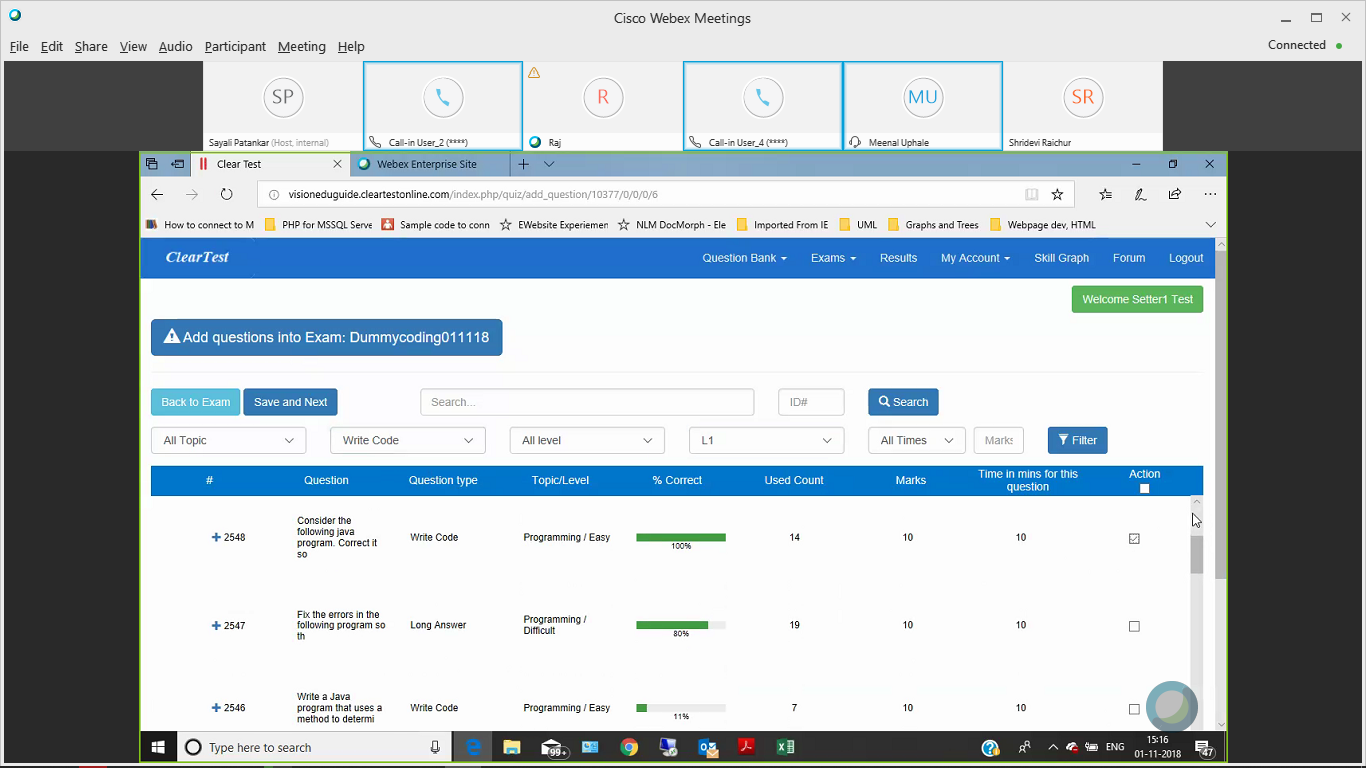 Cisco Webex Meetings
File Edit Share View Audio Participant Meeting Help
Connected
SP
R
MU
SR
Sayali Patankar (Host, internal)
Call-in User_2 (****)
Raj
Call-in User_4 (****)
Meenal Uphale
Shridevi Raichur
Clear Test
Webex Enterprise Site
visioneduguide.cleartestonline.com/index.php/quiz/add_question/10377/0/0/0/6
How to connect to M
PHP for MSSQL Serve
Sample code to conn
EWebsite Experiemen
NLM DocMorph - Ele
Imported From IE
UML
Graphs and Trees
Webpage dev, HTML
ClearTest
Question Bank
Exams
Results
My Account
Skill Graph
Forum
Logout
Welcome Setter1 Test
Add questions into Exam: Dummycoding011118
Back to Exam
Save and Next
Search...
ID#
Search
All Topic
Write Code
All level
L1
All Times
Marks
Filter
#
Question
Question type
Topic/Level
% Correct
Used Count
Marks
Time in mins for this
question
Action
2548
Consider the
following java
program. Correct it
so
Write Code
Programming / Easy
100%
14
10
10
2547
Fix the errors in the
following program so
th
Long Answer
Programming /
Difficult
80%
19
10
10
2546
Write a Java
program that uses a
method to determi
Write Code
Programming / Easy
11%
7
10
10
Type here to search
99+
ENG
15:16
01-11-2018
47